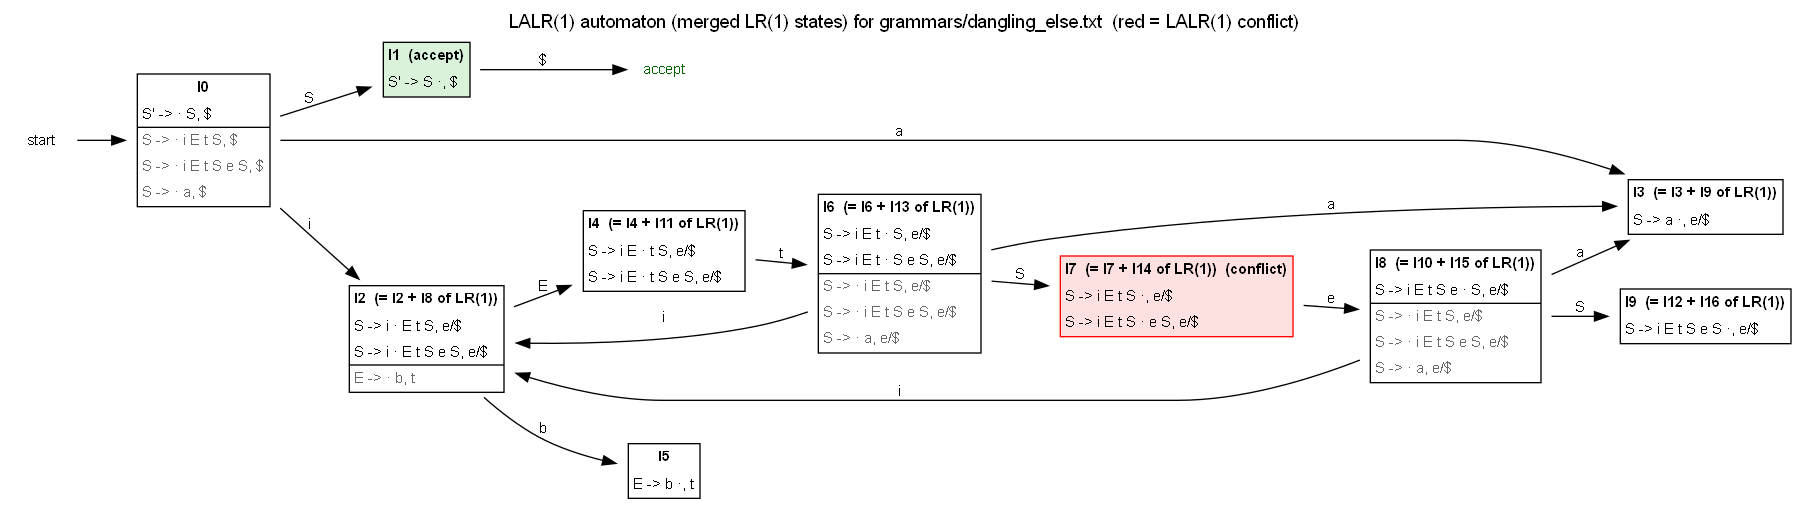 LALR(1) automaton (merged LR(1) states) for grammars/dangling_else.txt  (red = LALR(1) conflict)
start
I0
S' -> · S, $
S -> · i E t S, $
S -> · i E t S e S, $
S -> · a, $
S
I1  (accept)
S' -> S ·, $
$
accept
a
i
I2  (= I2 + I8 of LR(1))
S -> i · E t S, e/$
S -> i · E t S e S, e/$
E -> · b, t
E
I4  (= I4 + I11 of LR(1))
S -> i E · t S, e/$
S -> i E · t S e S, e/$
t
I6  (= I6 + I13 of LR(1))
S -> i E t · S, e/$
S -> i E t · S e S, e/$
S -> · i E t S, e/$
S -> · i E t S e S, e/$
S -> · a, e/$
a
i
S
I7  (= I7 + I14 of LR(1))  (conflict)
S -> i E t S ·, e/$
S -> i E t S · e S, e/$
e
I8  (= I10 + I15 of LR(1))
S -> i E t S e · S, e/$
S -> · i E t S, e/$
S -> · i E t S e S, e/$
S -> · a, e/$
a
I3  (= I3 + I9 of LR(1))
S -> a ·, e/$
S
I9  (= I12 + I16 of LR(1))
S -> i E t S e S ·, e/$
i
b
I5
E -> b ·, t